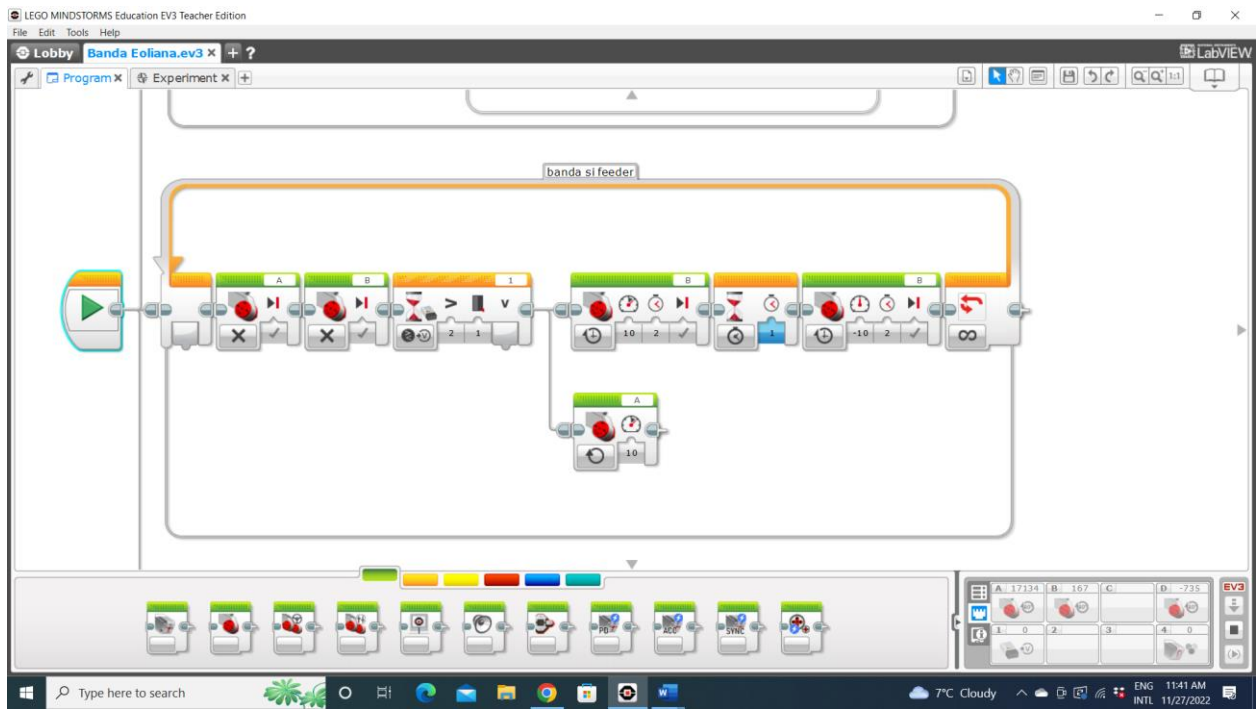 LEGO MINDSTORMS Education EV3 Teacher Edition
File Edit Tools Help
Lobby Banda Eoliana.ev3 × + ?
LabVIEW
Program × Experiment × +
1:1
banda si feeder
A B 1 B B
> V
2 1 10 2 1 -10 2
A
10
PD ACC SYNC
A 17134 B 167 C D -735 EV3
1 0 2 3 4 0
Type here to search
7°C Cloudy
ENG 11:41 AM
INTL 11/27/2022